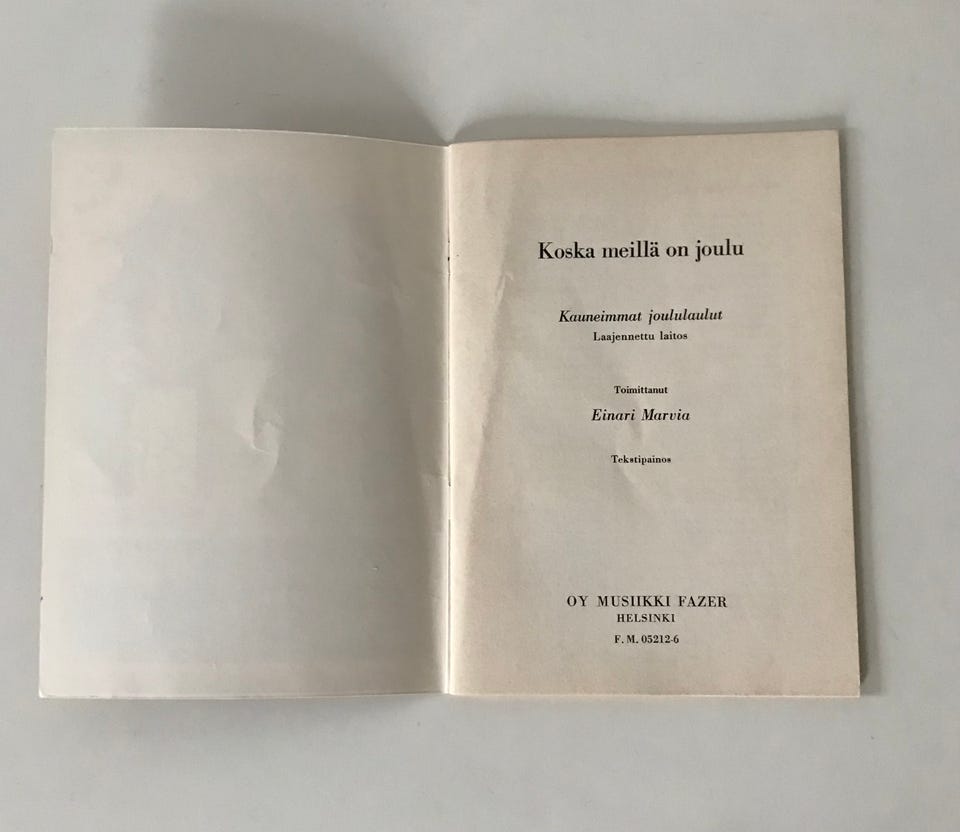 Koska meillä on joulu
Kauneimmat joululaulut
Laajennettu laitos
Toimittanut
Einari Marvia
Tekstipainos
OY MUSIIKKI FAZER
HELSINKI
F. M. 05212-6